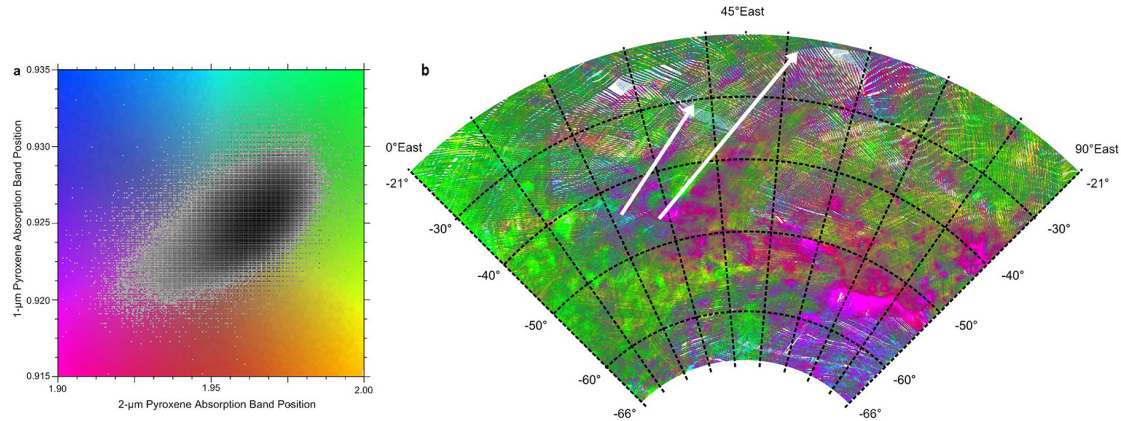 a
0.935
0.930
0.925
0.920
0.915
1.90
1.95
2.00
1-μm Pyroxene Absorption Band Position
2-μm Pyroxene Absorption Band Position
b
45°East
0°East
90°East
-21°
-21°
-30°
-30°
-40°
-40°
-50°
-50°
-60°
-60°
-66°
-66°